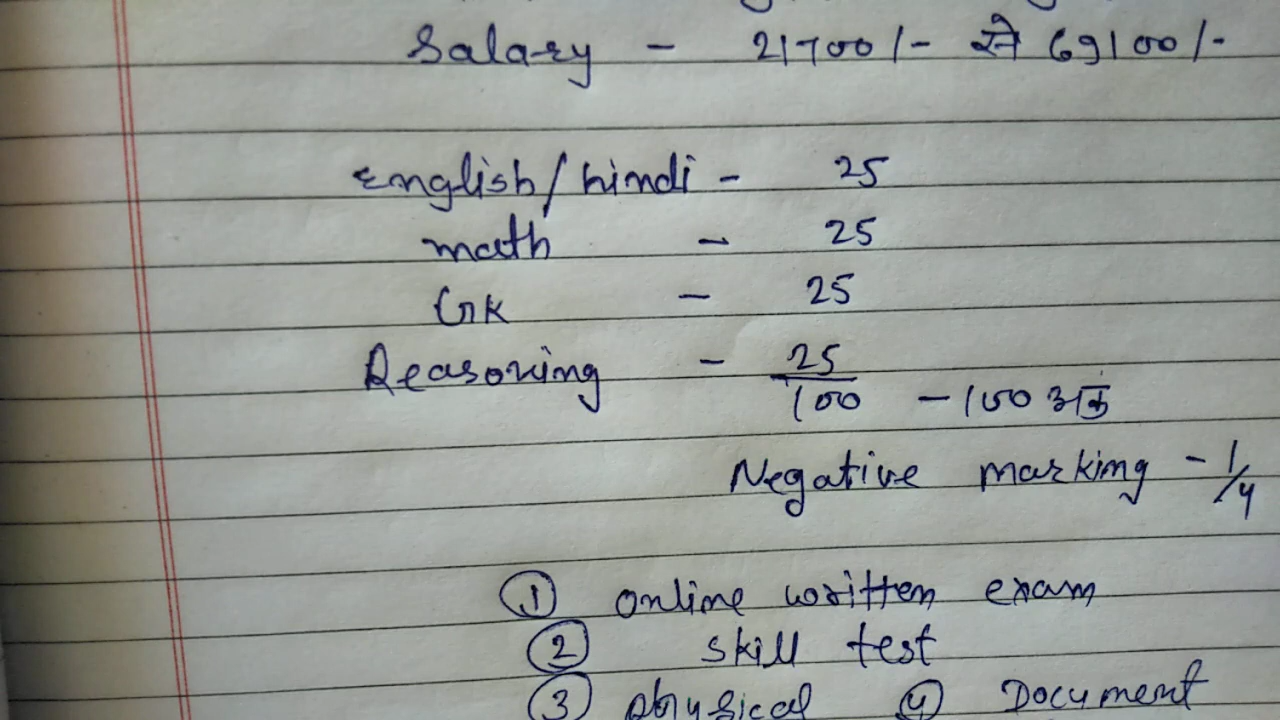 Salary - 21700/- से 69100/-
English/hindi - 25
math - 25
GK - 25
Reasoning - 25
100 - 100 अंक
Negative marking - 1/4
① online written exam
② skill test
③ physical ④ Document